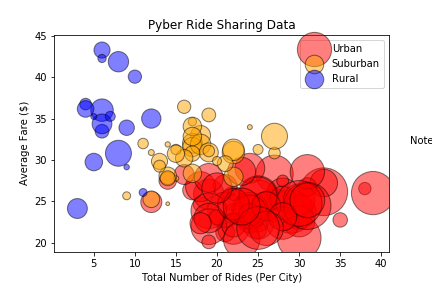 Pyber Ride Sharing Data
45
40
35
30
25
20
Average Fare ($)
Urban
Suburban
Rural
Note
5
10
15
20
25
30
35
40
Total Number of Rides (Per City)